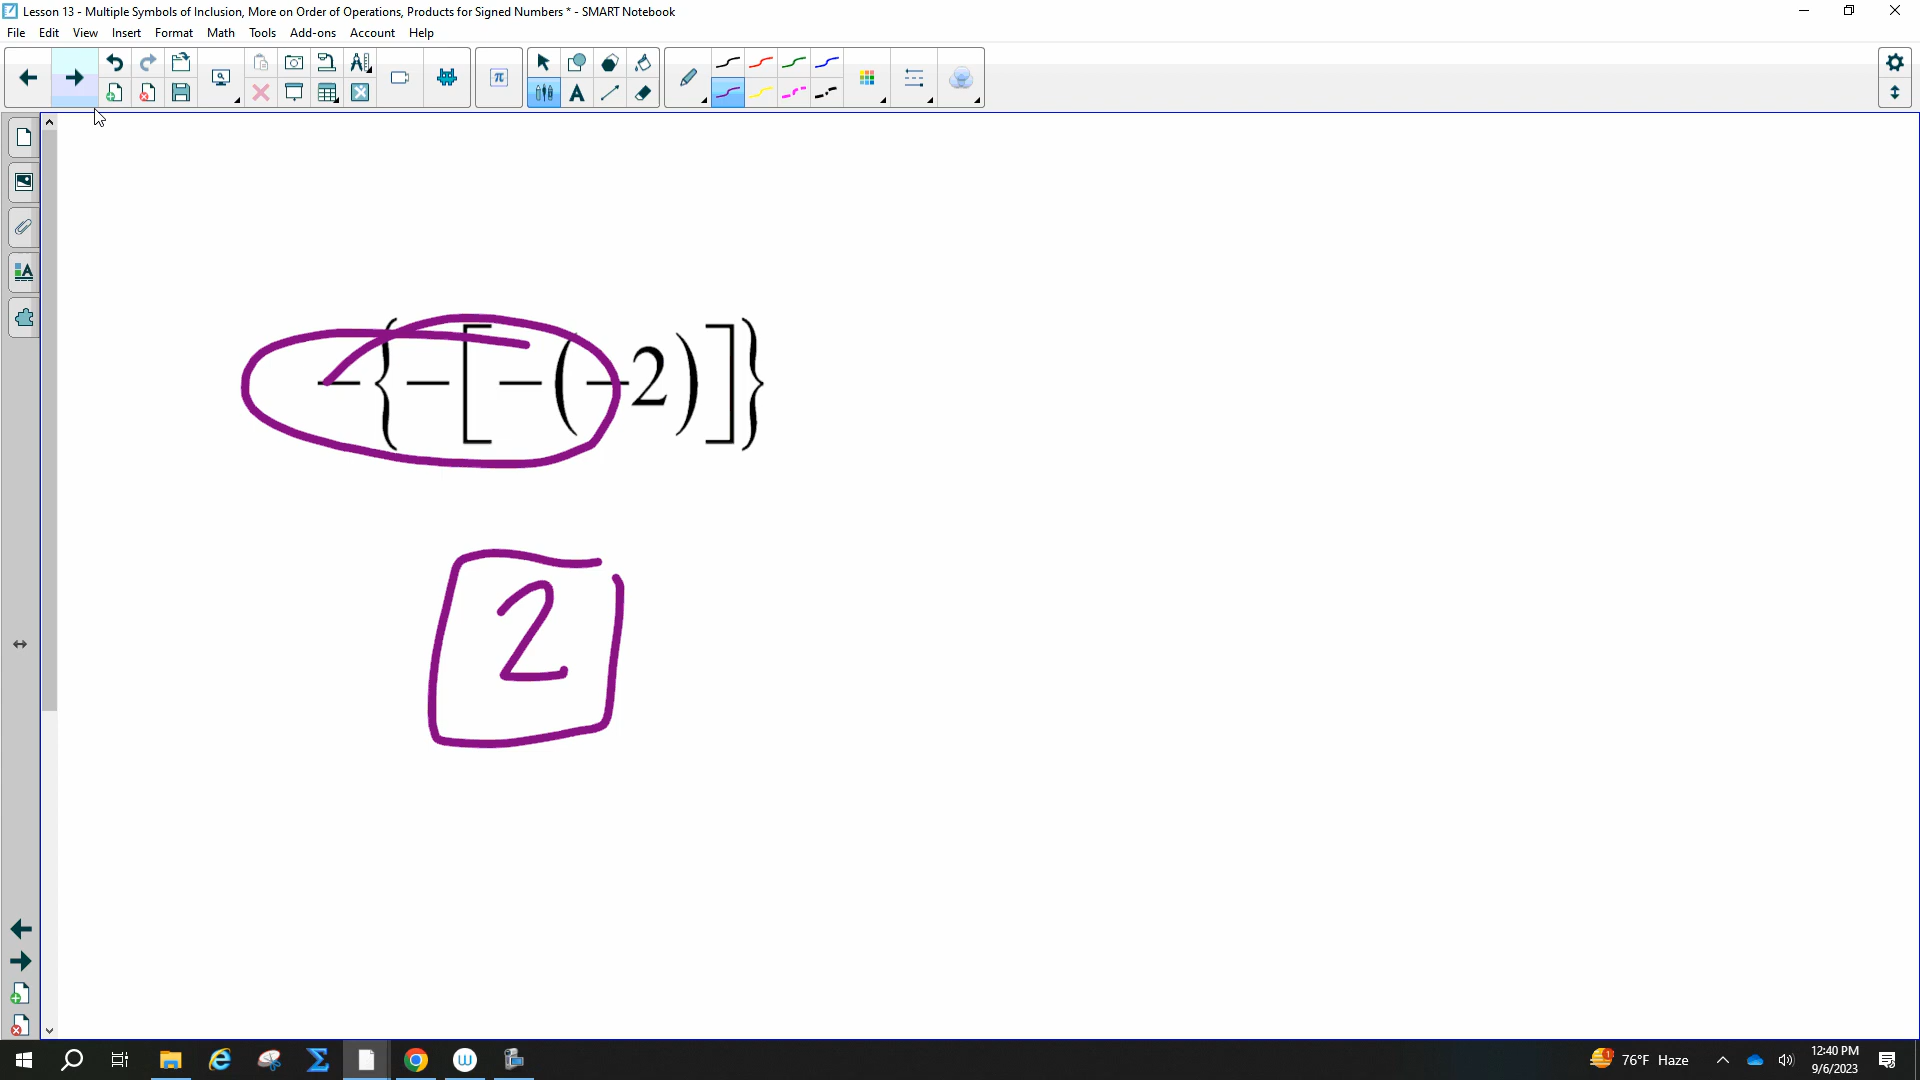 Lesson 13 - Multiple Symbols of Inclusion, More on Order of Operations, Products for Signed Numbers * - SMART Notebook
File Edit View Insert Format Math Tools Add-ons Account Help
−{−[−(−2)]}
2
76°F Haze
12:40 PM
9/6/2023